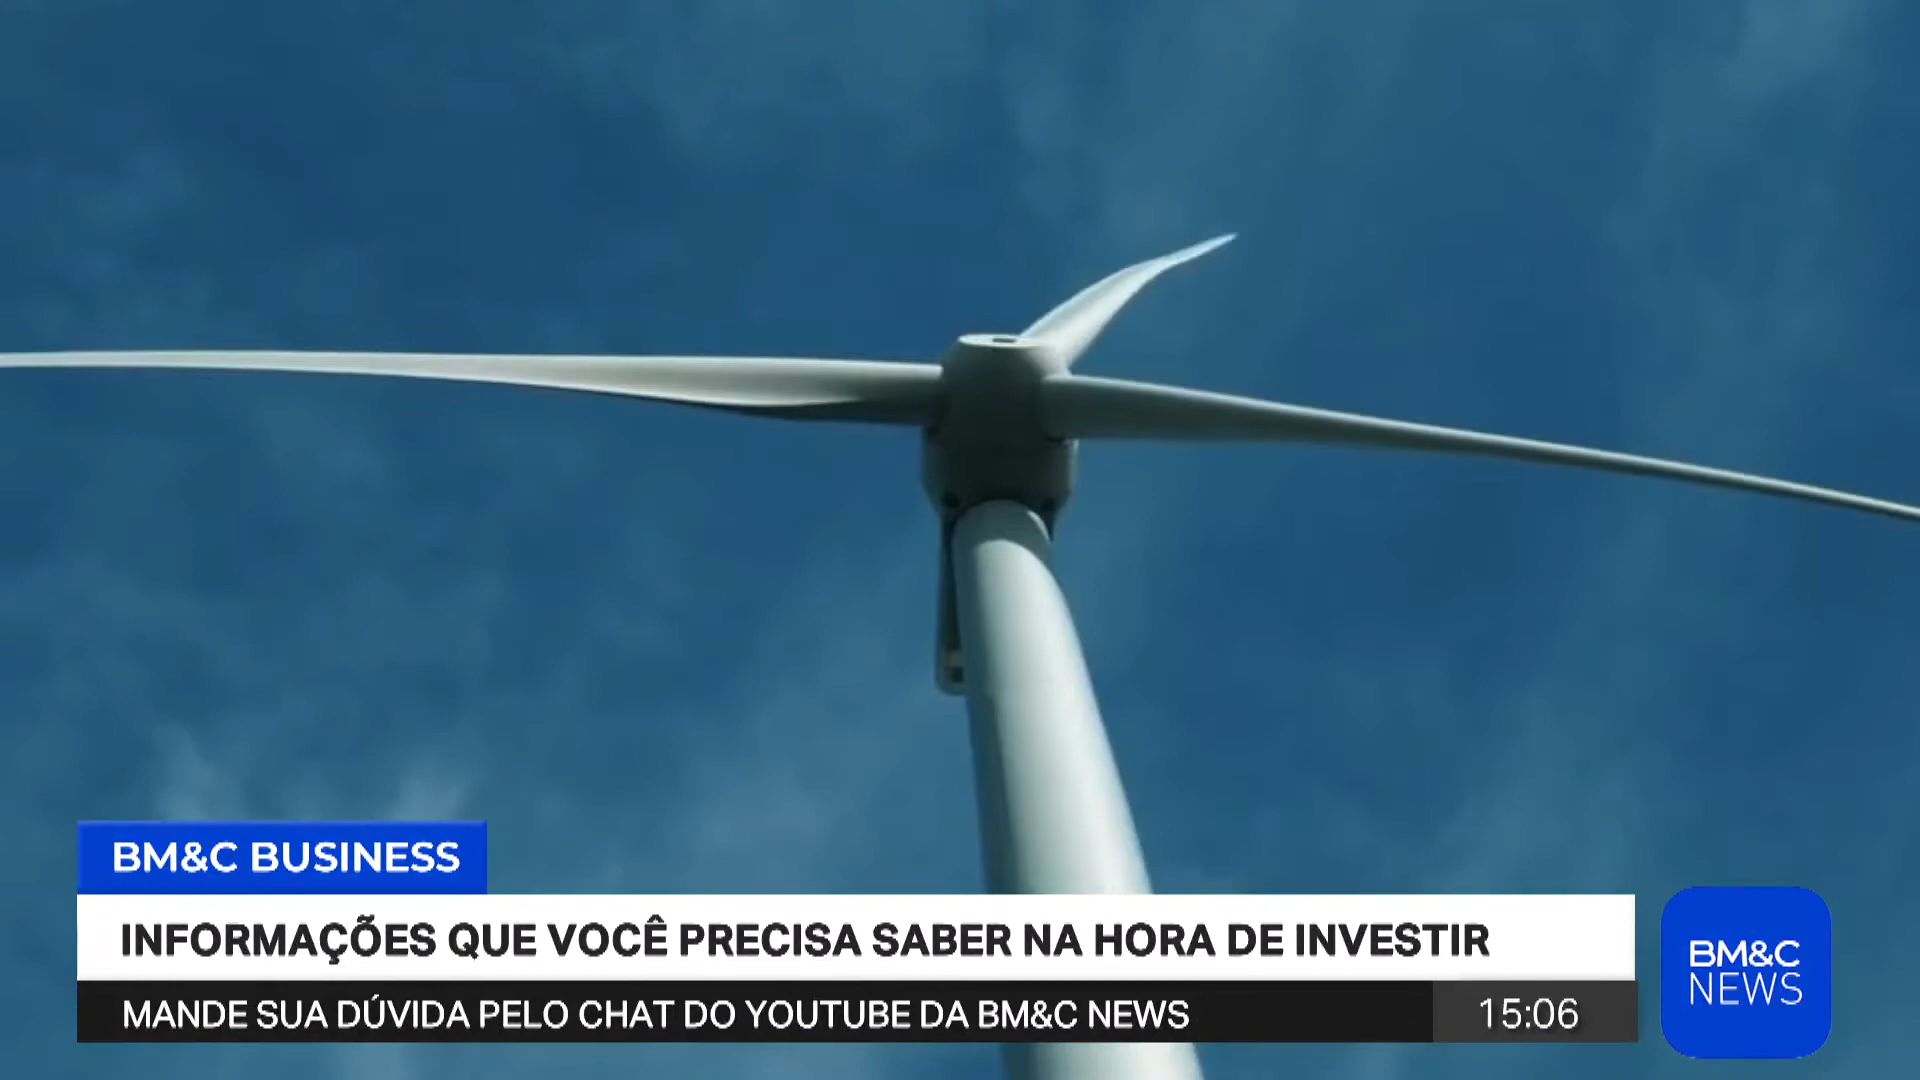 BM&C BUSINESS
INFORMAÇÕES QUE VOCÊ PRECISA SABER NA HORA DE INVESTIR
MANDE SUA DÚVIDA PELO CHAT DO YOUTUBE DA BM&C NEWS
15:06
BM&C
NEWS